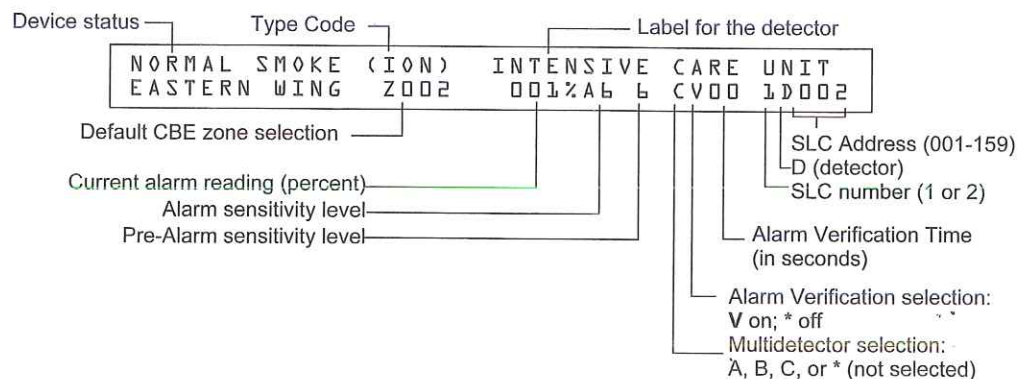 Device status
Type Code
Label for the detector
NORMAL SMOKE (ION) INTENSIVE CARE UNIT
EASTERN WING Z002 001%A6 6 CV00 1D002
Default CBE zone selection
SLC Address (001-159)
D (detector)
SLC number (1 or 2)
Current alarm reading (percent)
Alarm sensitivity level
Pre-Alarm sensitivity level
Alarm Verification Time
(in seconds)
Alarm Verification selection:
V on; * off
Multidetector selection:
A, B, C, or * (not selected)